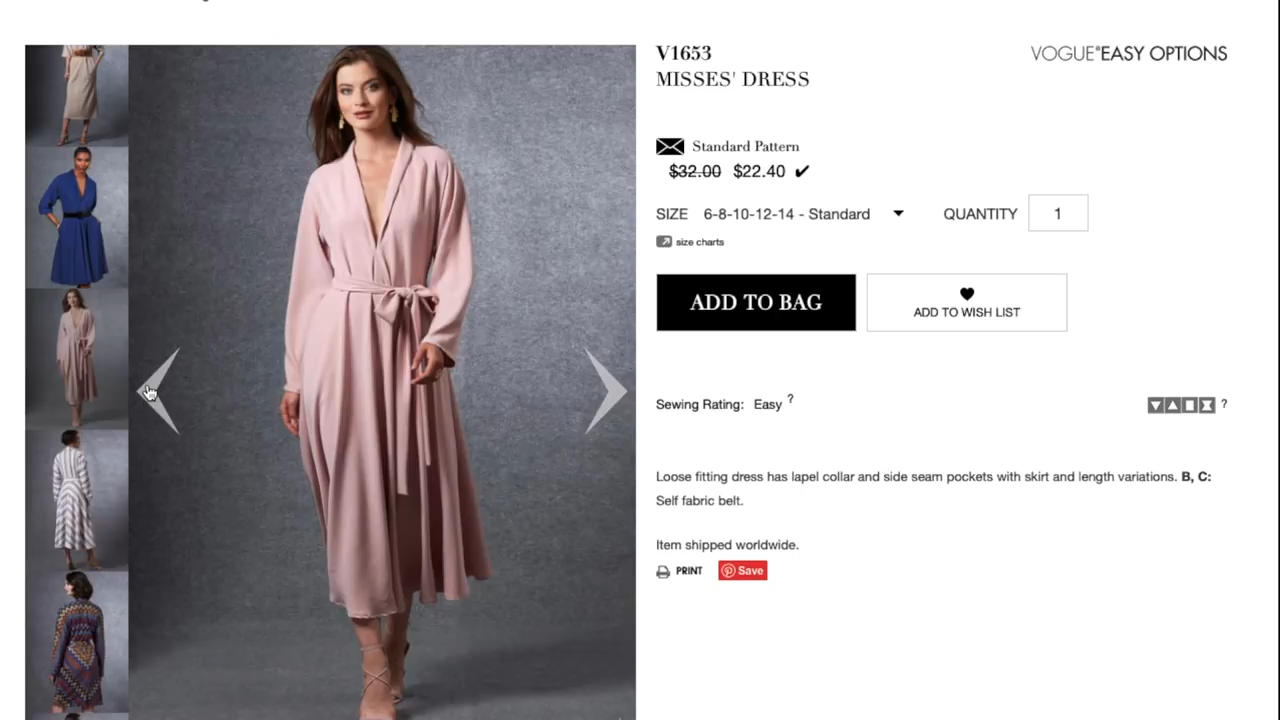 V1653
VOGUE®EASY OPTIONS
MISSES' DRESS
Standard Pattern
$32.00 $22.40 ✔
SIZE 6-8-10-12-14 - Standard QUANTITY 1
size charts
ADD TO BAG
ADD TO WISH LIST
Sewing Rating: Easy ?
?
Loose fitting dress has lapel collar and side seam pockets with skirt and length variations. B, C:
Self fabric belt.
Item shipped worldwide.
PRINT Save